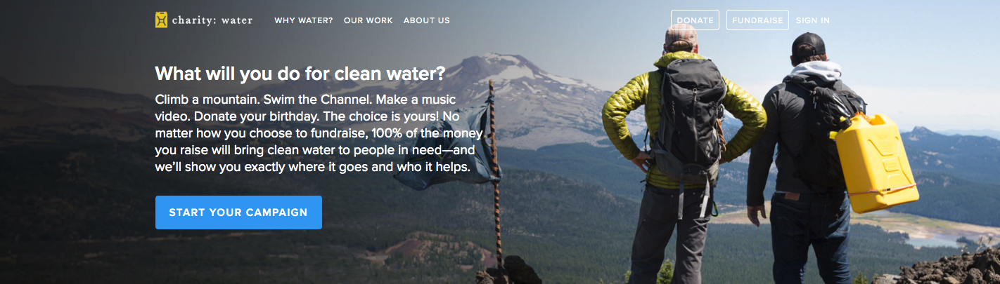 charity: water WHY WATER? OUR WORK ABOUT US DONATE FUNDRAISE SIGN IN
What will you do for clean water?
Climb a mountain. Swim the Channel. Make a music
video. Donate your birthday. The choice is yours! No
matter how you choose to fundraise, 100% of the money
you raise will bring clean water to people in need—and
we’ll show you exactly where it goes and who it helps.
START YOUR CAMPAIGN